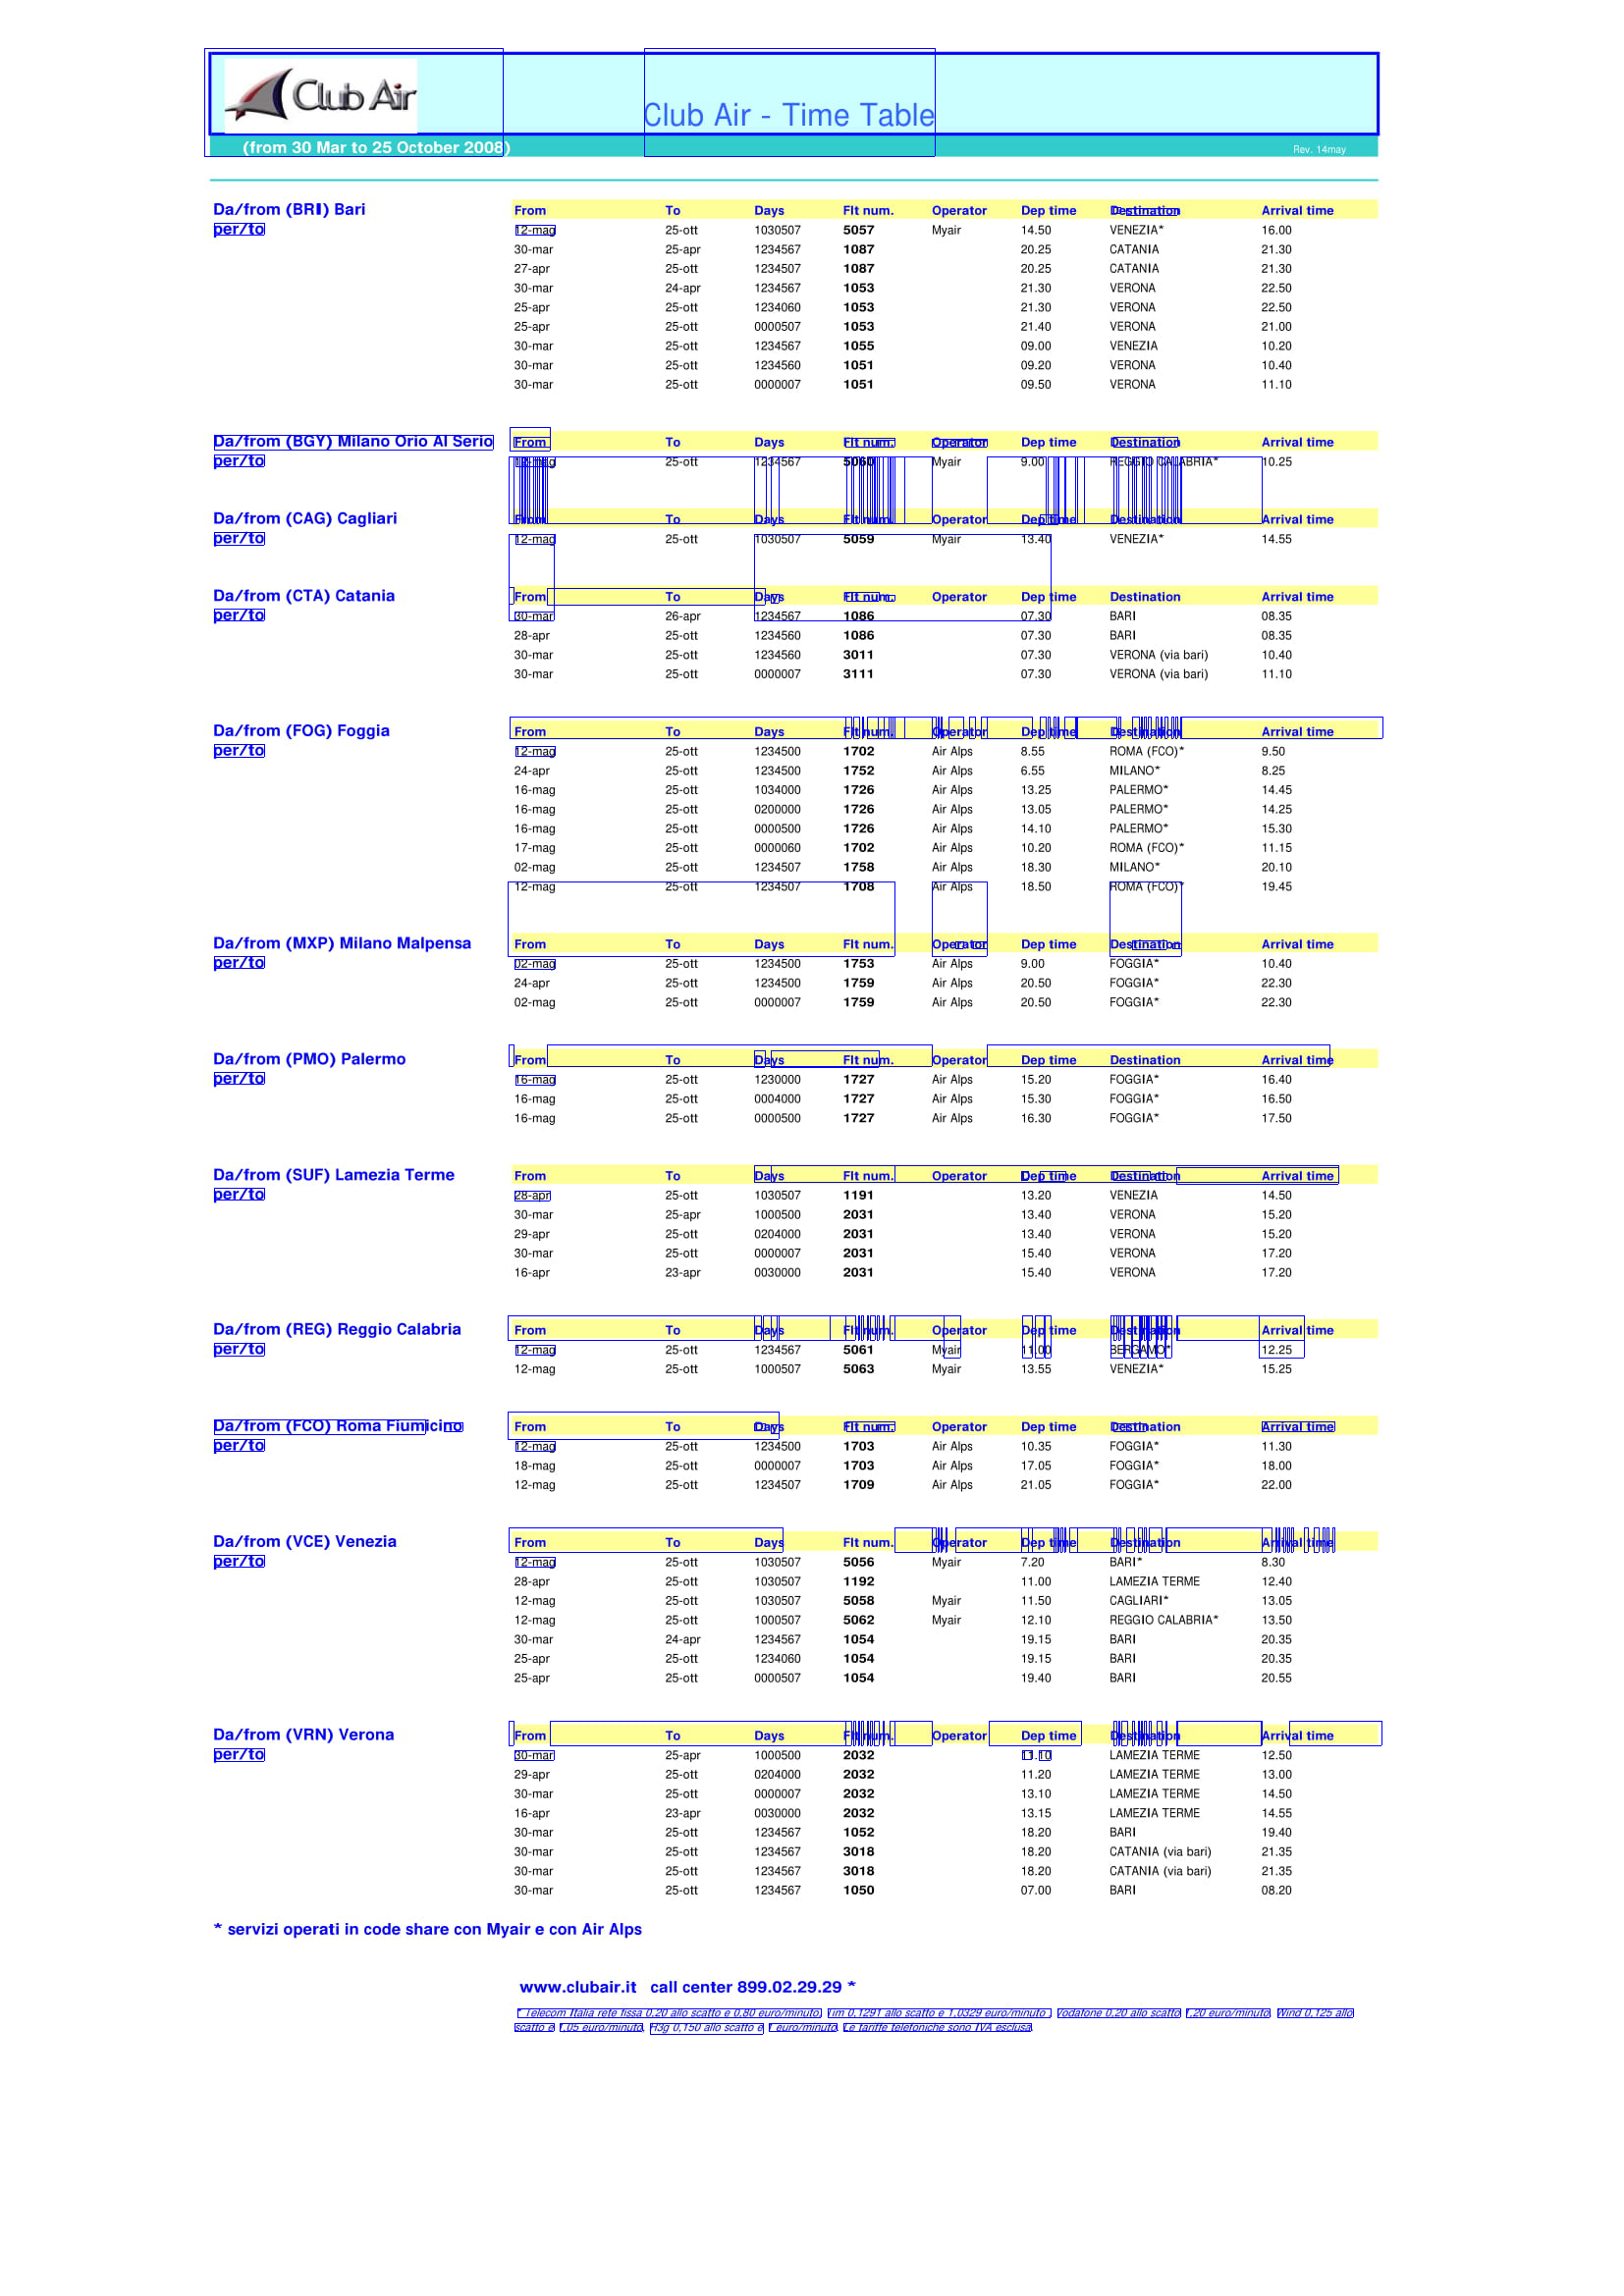 Club Air
Club Air - Time Table
(from 30 Mar to 25 October 2008) Rev. 14may
Da/from (BRI) Bari From To Days Flt num. Operator Dep time Destination Arrival time
per/to 12-mag 25-ott 1030507 5057 Myair 14.50 VENEZIA* 16.00
30-mar 25-apr 1234567 1087 20.25 CATANIA 21.30
27-apr 25-ott 1234507 1087 20.25 CATANIA 21.30
30-mar 24-apr 1234567 1053 21.30 VERONA 22.50
25-apr 25-ott 1234060 1053 21.30 VERONA 22.50
25-apr 25-ott 0000507 1053 21.40 VERONA 21.00
30-mar 25-ott 1234567 1055 09.00 VENEZIA 10.20
30-mar 25-ott 1234560 1051 09.20 VERONA 10.40
30-mar 25-ott 0000007 1051 09.50 VERONA 11.10
Da/from (BGY) Milano Orio Al Serio From To Days Flt num. Operator Dep time Destination Arrival time
per/to 12-mag 25-ott 1234567 5060 Myair 9.00 REGGIO CALABRIA* 10.25
Da/from (CAG) Cagliari From To Days Flt num. Operator Dep time Destination Arrival time
per/to 12-mag 25-ott 1030507 5059 Myair 13.40 VENEZIA* 14.55
Da/from (CTA) Catania From To Days Flt num. Operator Dep time Destination Arrival time
per/to 30-mar 26-apr 1234567 1086 07.30 BARI 08.35
28-apr 25-ott 1234560 1086 07.30 BARI 08.35
30-mar 25-ott 1234560 3011 07.30 VERONA (via bari) 10.40
30-mar 25-ott 0000007 3111 07.30 VERONA (via bari) 11.10
Da/from (FOG) Foggia From To Days Flt num. Operator Dep time Destination Arrival time
per/to 12-mag 25-ott 1234500 1702 Air Alps 8.55 ROMA (FCO)* 9.50
24-apr 25-ott 1234500 1752 Air Alps 6.55 MILANO* 8.25
16-mag 25-ott 1034000 1726 Air Alps 13.25 PALERMO* 14.45
16-mag 25-ott 0200000 1726 Air Alps 13.05 PALERMO* 14.25
16-mag 25-ott 0000500 1726 Air Alps 14.10 PALERMO* 15.30
17-mag 25-ott 0000060 1702 Air Alps 10.20 ROMA (FCO)* 11.15
02-mag 25-ott 1234507 1758 Air Alps 18.30 MILANO* 20.10
12-mag 25-ott 1234507 1708 Air Alps 18.50 ROMA (FCO)* 19.45
Da/from (MXP) Milano Malpensa From To Days Flt num. Operator Dep time Destination Arrival time
per/to 02-mag 25-ott 1234500 1753 Air Alps 9.00 FOGGIA* 10.40
24-apr 25-ott 1234500 1759 Air Alps 20.50 FOGGIA* 22.30
02-mag 25-ott 0000007 1759 Air Alps 20.50 FOGGIA* 22.30
Da/from (PMO) Palermo From To Days Flt num. Operator Dep time Destination Arrival time
per/to 16-mag 25-ott 1230000 1727 Air Alps 15.20 FOGGIA* 16.40
16-mag 25-ott 0004000 1727 Air Alps 15.30 FOGGIA* 16.50
16-mag 25-ott 0000500 1727 Air Alps 16.30 FOGGIA* 17.50
Da/from (SUF) Lamezia Terme From To Days Flt num. Operator Dep time Destination Arrival time
per/to 28-apr 25-ott 1030507 1191 13.20 VENEZIA 14.50
30-mar 25-apr 1000500 2031 13.40 VERONA 15.20
29-apr 25-ott 0204000 2031 13.40 VERONA 15.20
30-mar 25-ott 0000007 2031 15.40 VERONA 17.20
16-apr 23-apr 0030000 2031 15.40 VERONA 17.20
Da/from (REG) Reggio Calabria From To Days Flt num. Operator Dep time Destination Arrival time
per/to 12-mag 25-ott 1234567 5061 Myair 11.00 BERGAMO* 12.25
12-mag 25-ott 1000507 5063 Myair 13.55 VENEZIA* 15.25
Da/from (FCO) Roma Fiumicino From To Days Flt num. Operator Dep time Destination Arrival time
per/to 12-mag 25-ott 1234500 1703 Air Alps 10.35 FOGGIA* 11.30
18-mag 25-ott 0000007 1703 Air Alps 17.05 FOGGIA* 18.00
12-mag 25-ott 1234507 1709 Air Alps 21.05 FOGGIA* 22.00
Da/from (VCE) Venezia From To Days Flt num. Operator Dep time Destination Arrival time
per/to 12-mag 25-ott 1030507 5056 Myair 7.20 BARI* 8.30
28-apr 25-ott 1030507 1192 11.00 LAMEZIA TERME 12.40
12-mag 25-ott 1030507 5058 Myair 11.50 CAGLIARI* 13.05
12-mag 25-ott 1000507 5062 Myair 12.10 REGGIO CALABRIA* 13.50
30-mar 24-apr 1234567 1054 19.15 BARI 20.35
25-apr 25-ott 1234060 1054 19.15 BARI 20.35
25-apr 25-ott 0000507 1054 19.40 BARI 20.55
Da/from (VRN) Verona From To Days Flt num. Operator Dep time Destination Arrival time
per/to 30-mar 25-apr 1000500 2032 11.10 LAMEZIA TERME 12.50
29-apr 25-ott 0204000 2032 11.20 LAMEZIA TERME 13.00
30-mar 25-ott 0000007 2032 13.10 LAMEZIA TERME 14.50
16-apr 23-apr 0030000 2032 13.15 LAMEZIA TERME 14.55
30-mar 25-ott 1234567 1052 18.20 BARI 19.40
30-mar 25-ott 1234567 3018 18.20 CATANIA (via bari) 21.35
30-mar 25-ott 1234567 3018 18.20 CATANIA (via bari) 21.35
30-mar 25-ott 1234567 1050 07.00 BARI 08.20
* servizi operati in code share con Myair e con Air Alps
www.clubair.it call center 899.02.29.29 *
* Telecom Italia rete fissa 0,20 allo scatto e 0,80 euro/minuto, Tim 0,1291 allo scatto e 1,0329 euro/minuto , Vodafone 0,20 allo scatto 1,20 euro/minuto, Wind 0,125 allo
scatto e 1,05 euro/minuto, H3g 0,150 allo scatto e 1 euro/minuto. Le tariffe telefoniche sono IVA esclusa.